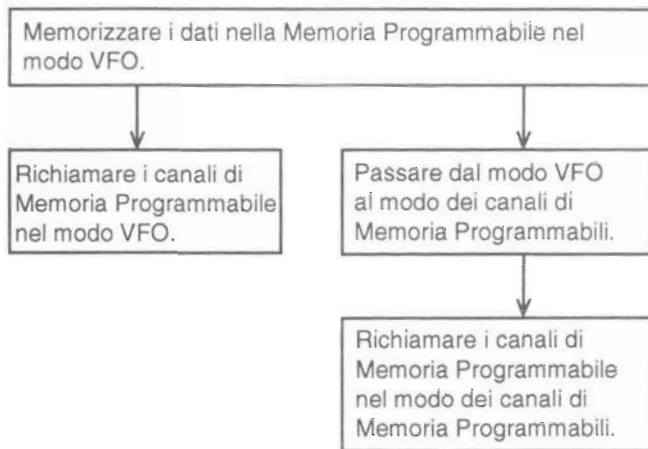 Memorizzare i dati nella Memoria Programmabile nel
modo VFO.
Richiamare i canali di
Memoria Programmabile
nel modo VFO.
Passare dal modo VFO
al modo dei canali di
Memoria Programmabili.
Richiamare i canali di
Memoria Programmabile
nel modo dei canali di
Memoria Programmabili.